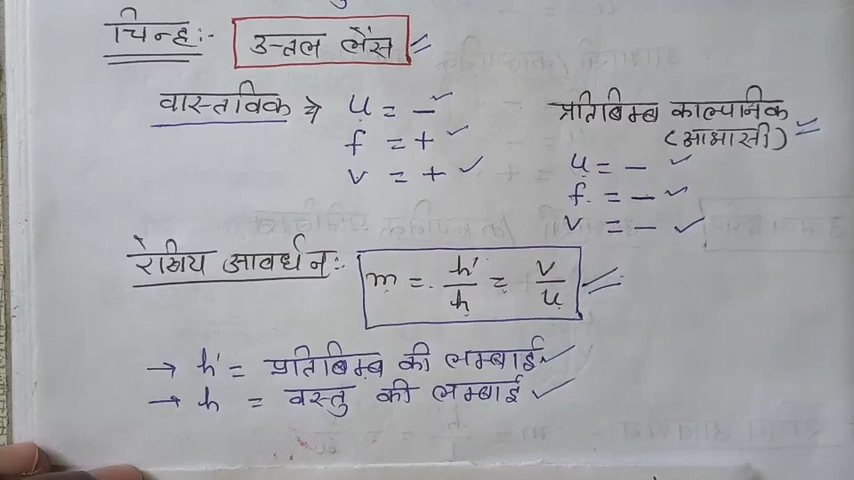 चिन्ह:- उत्तल लेंस
वास्तविक ⇒ u = -
f = +
v = +
प्रतिबिम्ब काल्पनिक
(आभासी)
u = -
f = -
v = -
रेखिय आवर्धन:- m = h'/h = v/u
→ h' = प्रतिबिम्ब की लम्बाई
→ h = वस्तु की लम्बाई